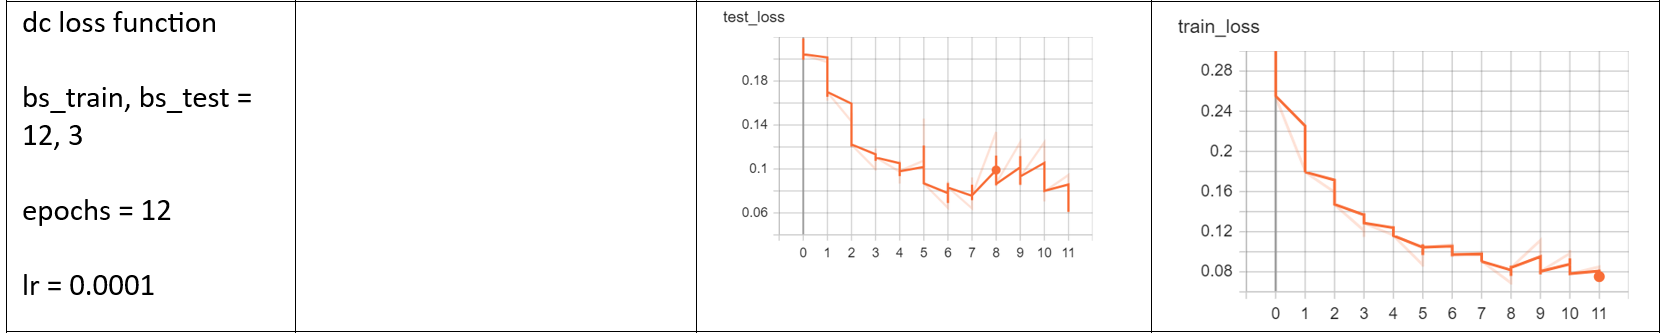 dc loss function
bs_train, bs_test =
12, 3
epochs = 12
lr = 0.0001
test_loss
0.18
0.14
0.1
0.06
0 1 2 3 4 5 6 7 8 9 10 11
train_loss
0.28
0.24
0.2
0.16
0.12
0.08
0 1 2 3 4 5 6 7 8 9 10 11